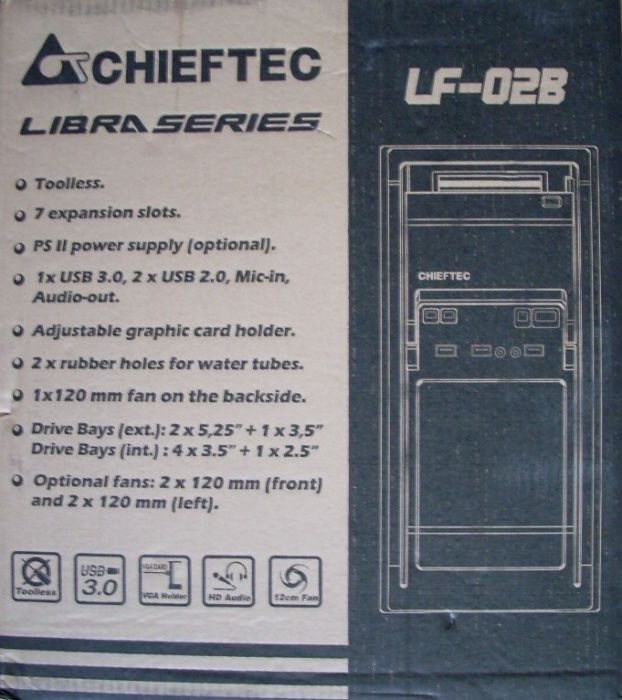 CHIEFTEC
LIBRA SERIES
Toolless.
7 expansion slots.
PS II power supply (optional).
1x USB 3.0, 2 x USB 2.0, Mic-in,
Audio-out.
Adjustable graphic card holder.
2 x rubber holes for water tubes.
1x120 mm fan on the backside.
Drive Bays (ext.): 2 x 5,25" + 1 x 3,5"
Drive Bays (int.) : 4 x 3.5" + 1 x 2.5"
Optional fans: 2 x 120 mm (front)
and 2 x 120 mm (left).
Toolless
USB
3.0
VGA CARD
VGA Holder
HD Audio
12cm Fan
LF-02B
CHIEFTEC